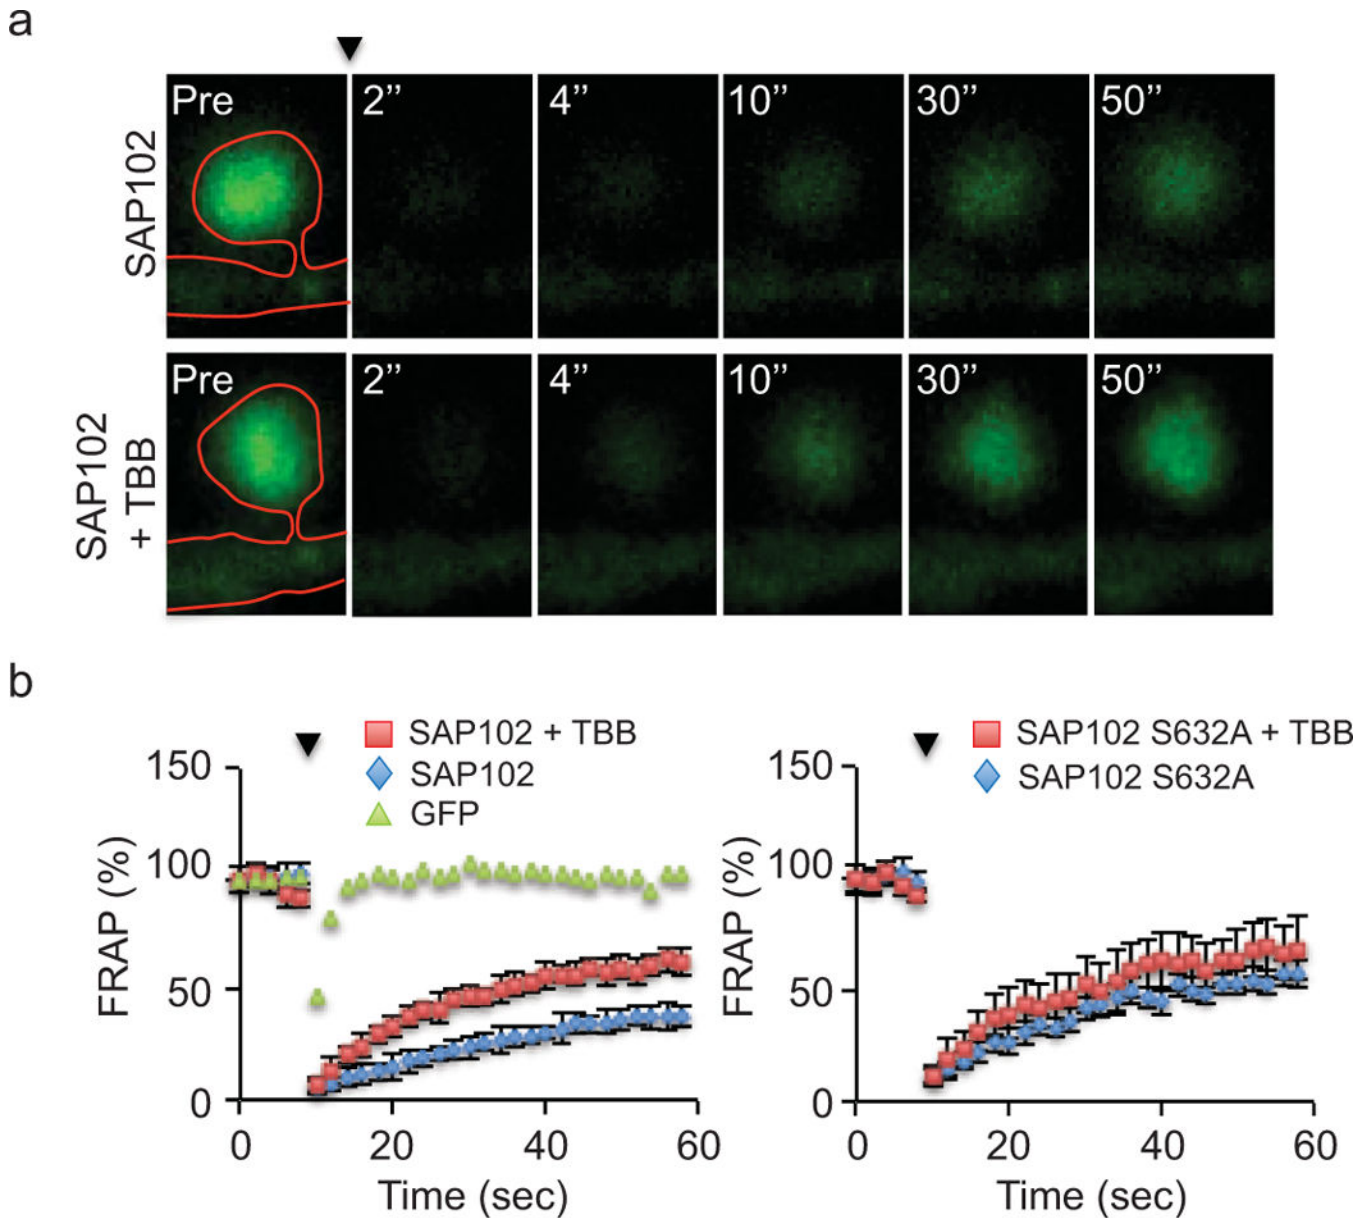 a
SAP102
Pre
2’’
4’’
10’’
30’’
50’’
SAP102
+ TBB
Pre
2’’
4’’
10’’
30’’
50’’
b
SAP102 + TBB
SAP102
GFP
FRAP (%)
150
100
50
0
0 20 40 60
Time (sec)
SAP102 S632A + TBB
SAP102 S632A
FRAP (%)
150
100
50
0
0 20 40 60
Time (sec)